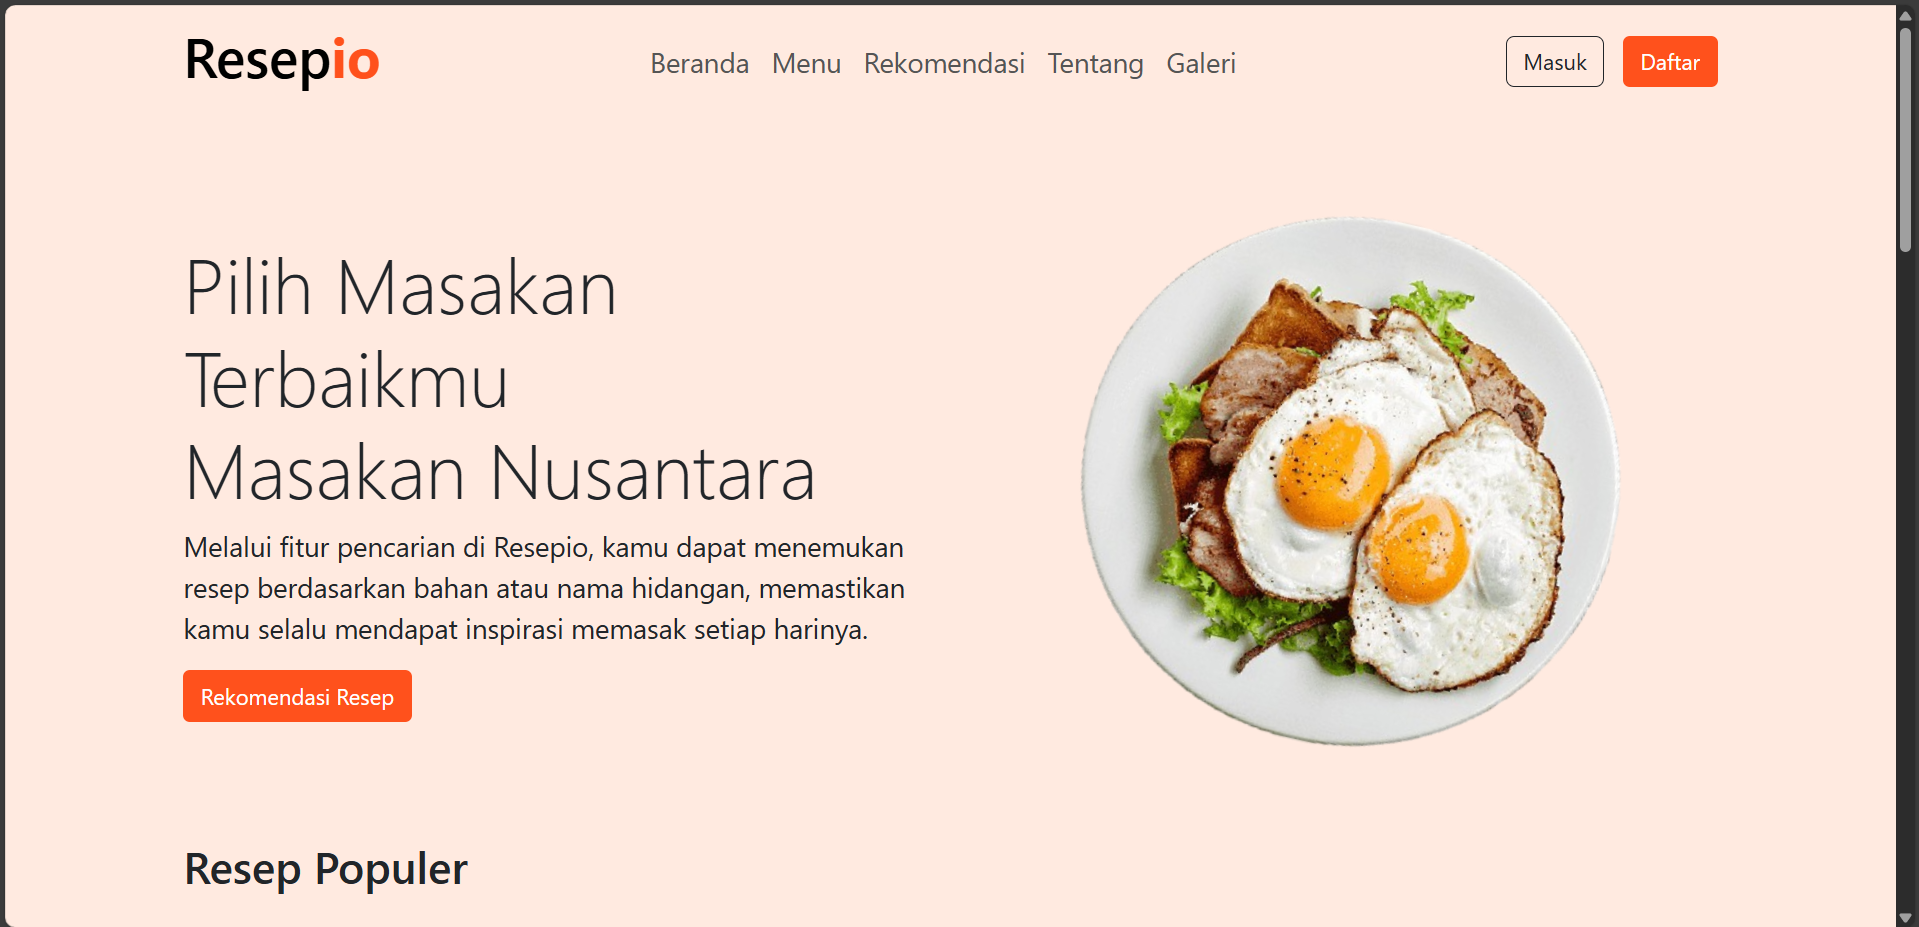 Resepio
Beranda Menu Rekomendasi Tentang Galeri
Masuk Daftar
Pilih Masakan
Terbaikmu
Masakan Nusantara
Melalui fitur pencarian di Resepio, kamu dapat menemukan
resep berdasarkan bahan atau nama hidangan, memastikan
kamu selalu mendapat inspirasi memasak setiap harinya.
Rekomendasi Resep
Resep Populer